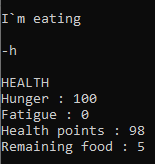 I`m eating
-h
HEALTH
Hunger : 100
Fatigue : 0
Health points : 98
Remaining food : 5